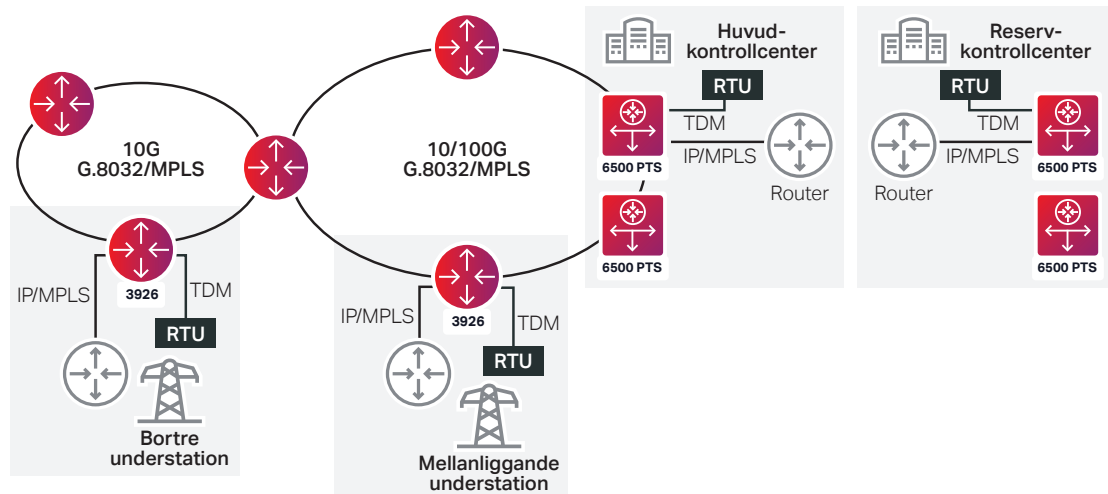 10G
G.8032/MPLS
3926
IP/MPLS
TDM
RTU
Bortre
understation
10/100G
G.8032/MPLS
3926
IP/MPLS
TDM
RTU
Mellanliggande
understation
Huvud-
kontrollcenter
RTU
TDM
6500 PTS
IP/MPLS
Router
6500 PTS
Reserv-
kontrollcenter
RTU
TDM
IP/MPLS
6500 PTS
Router
6500 PTS